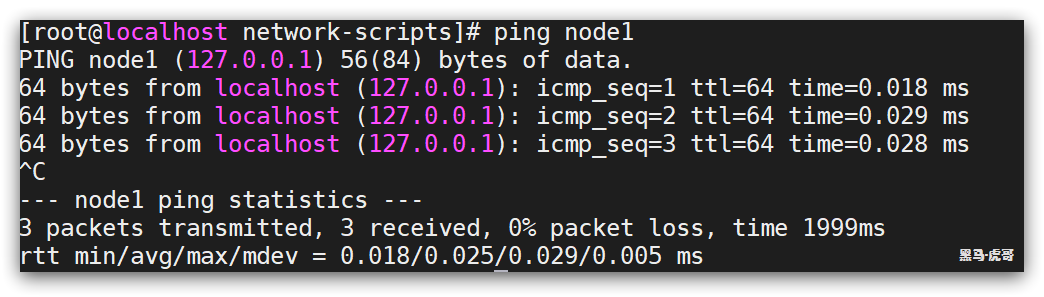 [root@localhost network-scripts]# ping node1
PING node1 (127.0.0.1) 56(84) bytes of data.
64 bytes from localhost (127.0.0.1): icmp_seq=1 ttl=64 time=0.018 ms
64 bytes from localhost (127.0.0.1): icmp_seq=2 ttl=64 time=0.029 ms
64 bytes from localhost (127.0.0.1): icmp_seq=3 ttl=64 time=0.028 ms
^C
--- node1 ping statistics ---
3 packets transmitted, 3 received, 0% packet loss, time 1999ms
rtt min/avg/max/mdev = 0.018/0.025/0.029/0.005 ms
黑马·虎哥